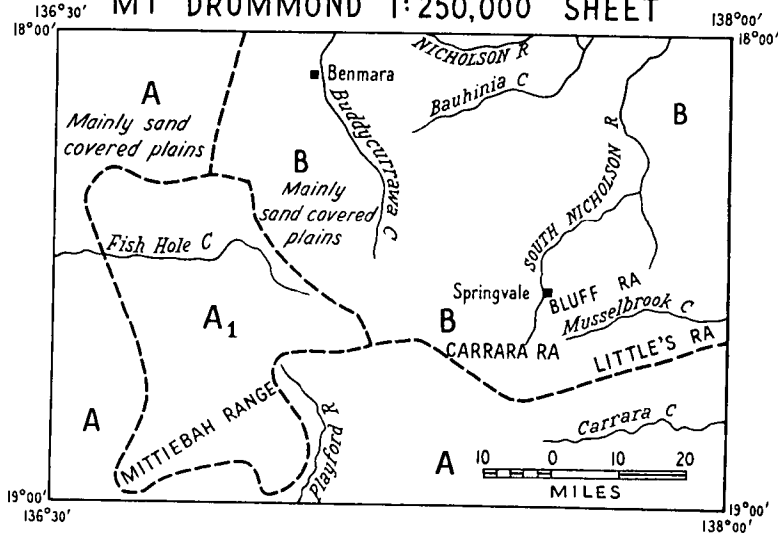 MT DRUMMOND 1:250,000 SHEET
136°30'
138°00'
18°00'
18°00'
NICHOLSON R
Benmara
Bauhinia C
A
Mainly sand
covered plains
Buddycurrawa C
B
B
Mainly
sand covered
plains
SOUTH NICHOLSON R
Fish Hole C
Springvale
BLUFF RA
Musselbrook C
A₁
B
CARRARA RA
LITTLE'S RA
MITTIEBAH RANGE
A
Playford R
Carrara C
A
10 0 10 20
MILES
19°00'
19°00'
136°30'
138°00'